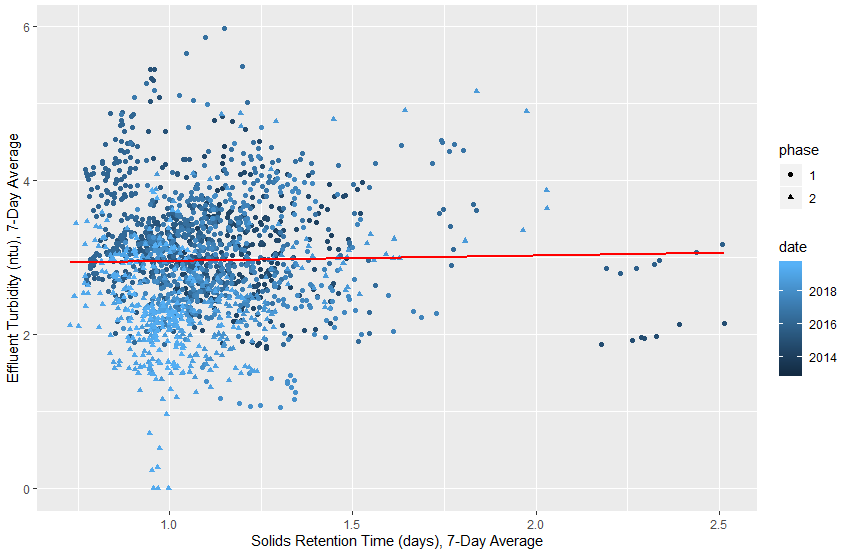 Effluent Turbidity (mtu), 7-Day Average
6
4
2
0
1.0 1.5 2.0 2.5
Solids Retention Time (days), 7-Day Average
phase
1
2
date
2018
2016
2014